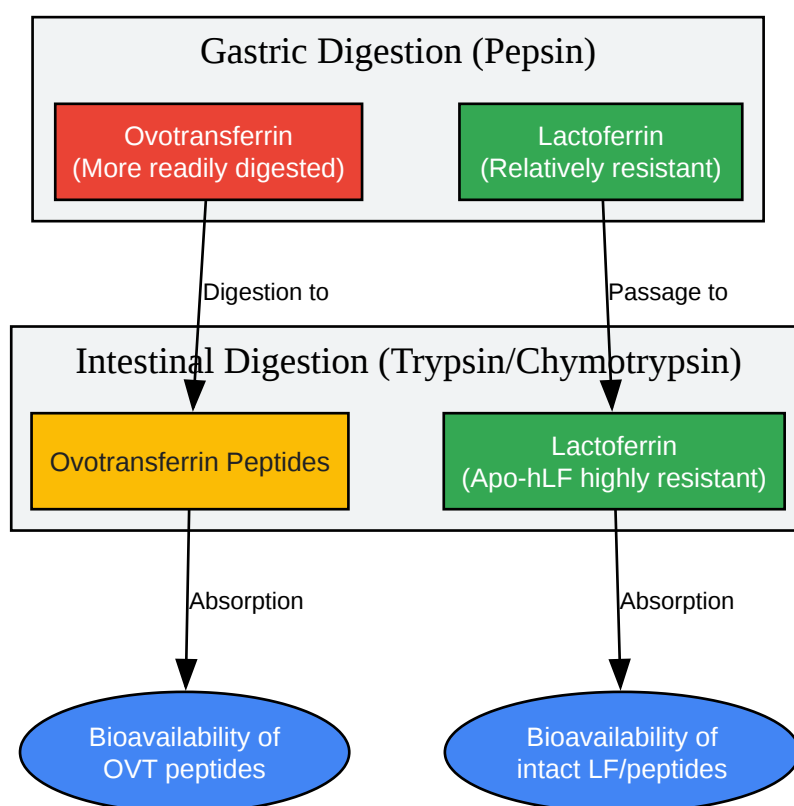 Gastric Digestion (Pepsin)
Ovotransferrin
(More readily digested)
Lactoferrin
(Relatively resistant)
Digestion to
Passage to
Intestinal Digestion (Trypsin/Chymotrypsin)
Ovotransferrin Peptides
Lactoferrin
(Apo-hLF highly resistant)
Absorption
Absorption
Bioavailability of
OVT peptides
Bioavailability of
intact LF/peptides